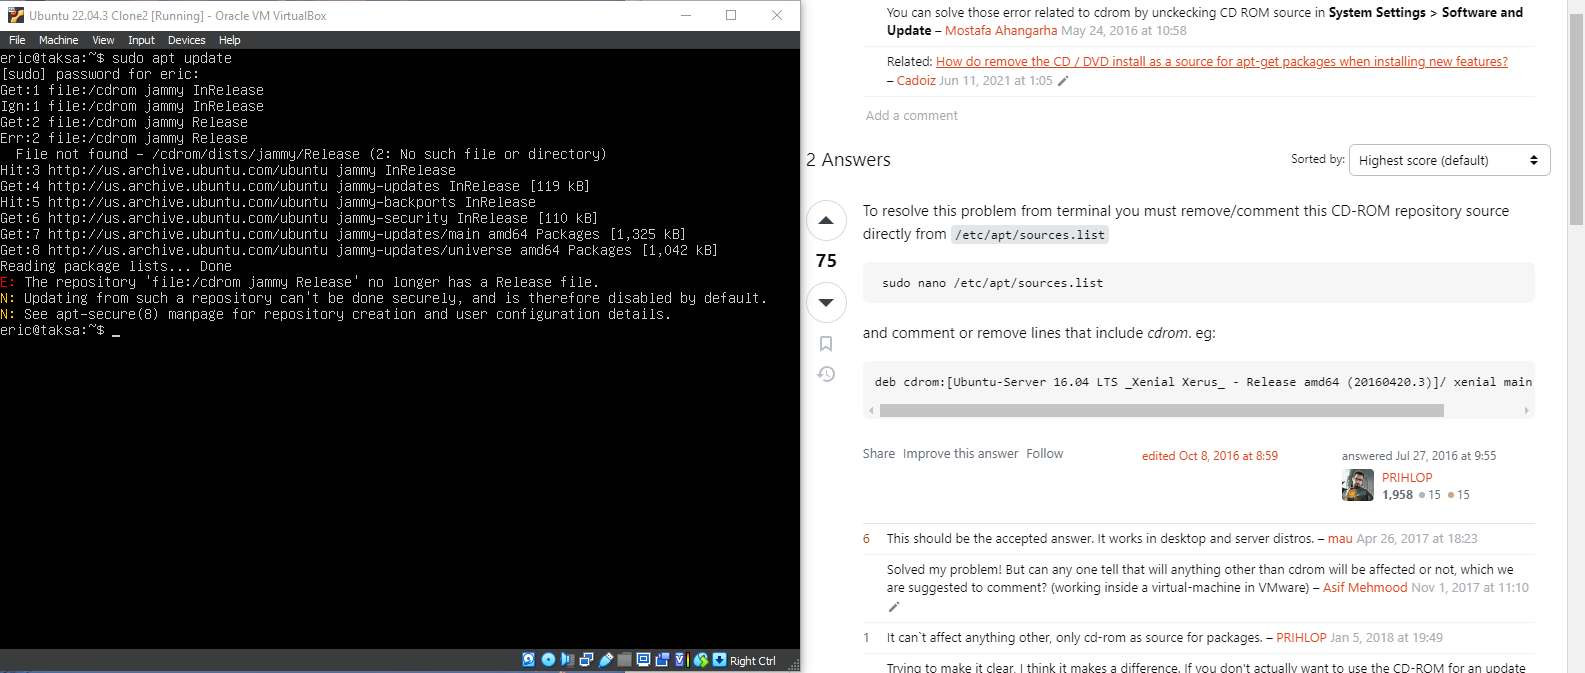 Ubuntu 22.04.3 Clone2 [Running] - Oracle VM VirtualBox
File Machine View Input Devices Help
eric@taksa:~$ sudo apt update
[sudo] password for eric:
Get:1 file:/cdrom jammy InRelease
Ign:1 file:/cdrom jammy InRelease
Get:2 file:/cdrom jammy Release
Err:2 file:/cdrom jammy Release
File not found - /cdrom/dists/jammy/Release (2: No such file or directory)
Hit:3 http://us.archive.ubuntu.com/ubuntu jammy InRelease
Get:4 http://us.archive.ubuntu.com/ubuntu jammy-updates InRelease [119 kB]
Hit:5 http://us.archive.ubuntu.com/ubuntu jammy-backports InRelease
Get:6 http://us.archive.ubuntu.com/ubuntu jammy-security InRelease [110 kB]
Get:7 http://us.archive.ubuntu.com/ubuntu jammy-updates/main amd64 Packages [1,325 kB]
Get:8 http://us.archive.ubuntu.com/ubuntu jammy-updates/universe amd64 Packages [1,042 kB]
Reading package lists... Done
E: The repository 'file:/cdrom jammy Release' no longer has a Release file.
N: Updating from such a repository can't be done securely, and is therefore disabled by default.
N: See apt-secure(8) manpage for repository creation and user configuration details.
eric@taksa:~$ _
Right Ctrl
You can solve those error related to cdrom by unckecking CD ROM source in System Settings > Software and
Update – Mostafa Ahangarha May 24, 2016 at 10:58
Related: How do remove the CD / DVD install as a source for apt-get packages when installing new features?
– Cadoiz Jun 11, 2021 at 1:05
Add a comment
2 Answers
Sorted by:
Highest score (default)
To resolve this problem from terminal you must remove/comment this CD-ROM repository source
directly from /etc/apt/sources.list
75
sudo nano /etc/apt/sources.list
and comment or remove lines that include cdrom. eg:
deb cdrom:[Ubuntu-Server 16.04 LTS _Xenial Xerus_ - Release amd64 (20160420.3)]/ xenial main
Share Improve this answer Follow
edited Oct 8, 2016 at 8:59
answered Jul 27, 2016 at 9:55
PRIHLOP
1,958 15 15
6 This should be the accepted answer. It works in desktop and server distros. – mau Apr 26, 2017 at 18:23
Solved my problem! But can any one tell that will anything other than cdrom will be affected or not, which we
are suggested to comment? (working inside a virtual-machine in VMware) – Asif Mehmood Nov 1, 2017 at 11:10
1 It can`t affect anything other, only cd-rom as source for packages. – PRIHLOP Jan 5, 2018 at 19:49
Trying to make it clear, I think it makes a difference. If you don't actually want to use the CD-ROM for an update